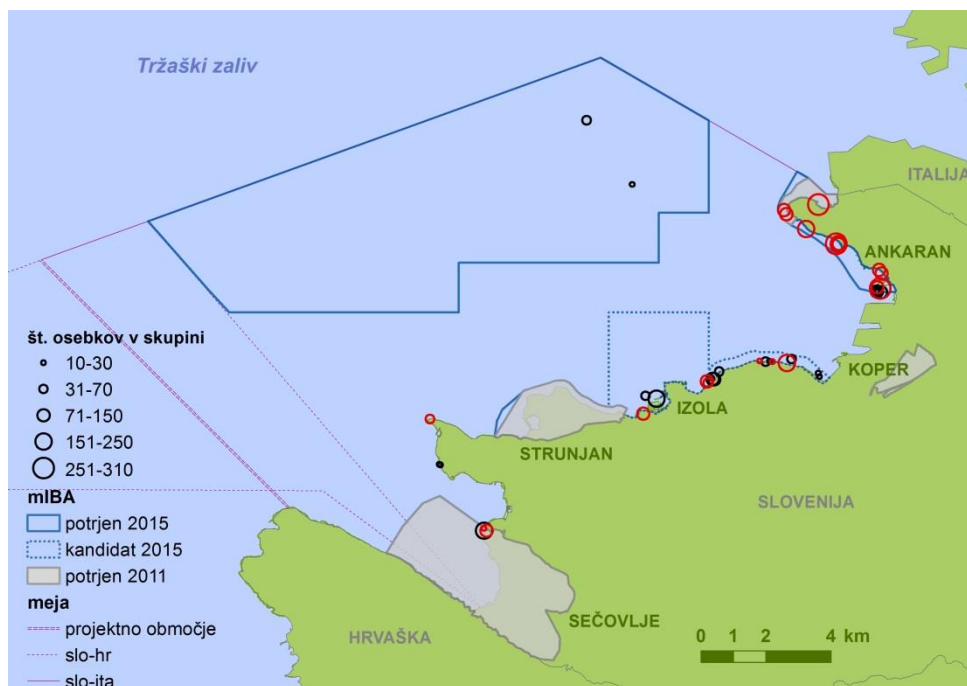 Tržaški zaliv
ITALIJA
ANKARAN
KOPER
IZOLA
STRUNJAN
SLOVENIJA
SEČOVLJE
HRVAŠKA
št. osebkov v skupini
10-30
31-70
71-150
151-250
251-310
mIBA
potrjen 2015
kandidat 2015
potrjen 2011
meja
projektno območje
slo-hr
slo-ita
0 1 2 4 km